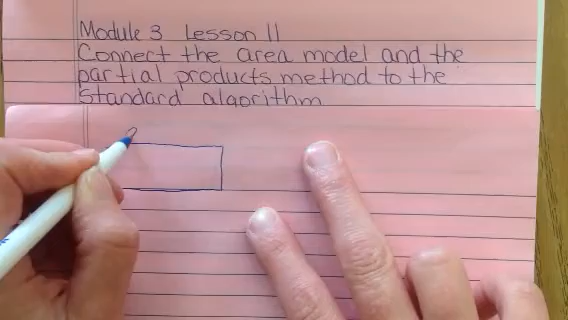 Module 3 Lesson 11
Connect the area model and the
partial products method to the
standard algorithm